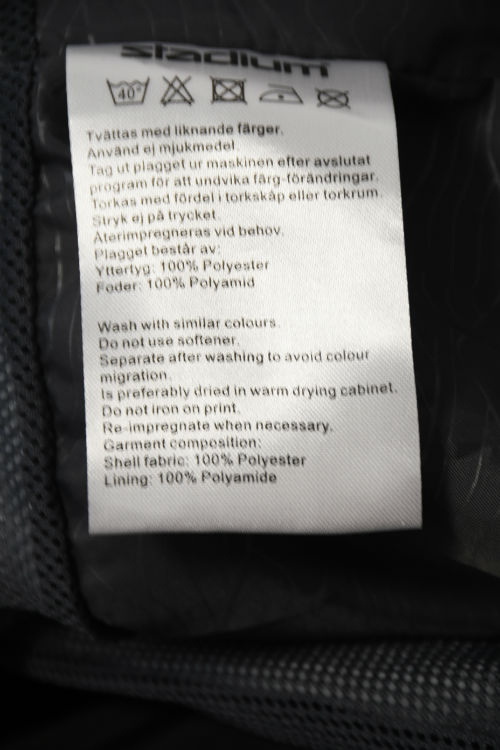 stadium
40°
Tvättas med liknande färger.
Använd ej mjukmedel.
Tag ut plagget ur maskinen efter avslutat
program för att undvika färg-förändringar.
Torkas med fördel i torkskåp eller torkrum.
Stryk ej på trycket.
Återimpregneras vid behov.
Plagget består av:
Yttertyg: 100% Polyester
Foder: 100% Polyamid
Wash with similar colours.
Do not use softener.
Separate after washing to avoid colour
migration.
Is preferably dried in warm drying cabinet.
Do not iron on print.
Re-impregnate when necessary.
Garment composition:
Shell fabric: 100% Polyester
Lining: 100% Polyamide